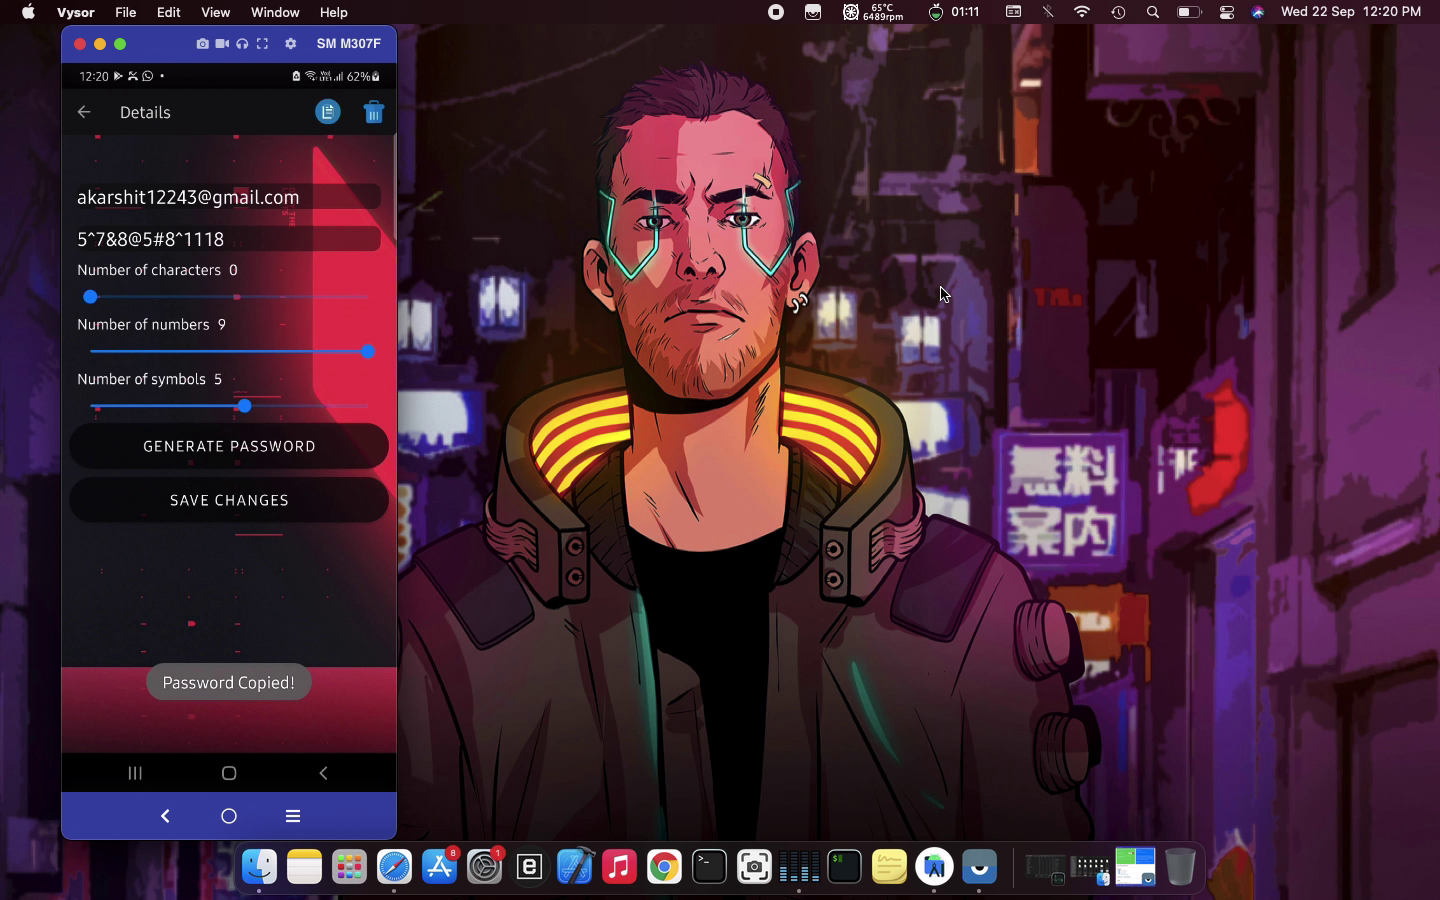 Vysor File Edit View Window Help
65°C
6489rpm
01:11
Wed 22 Sep 12:20 PM
SM M307F
12:20
62%
Details
akarshit12243@gmail.com
5^7&8@5#8^1118
Number of characters 0
Number of numbers 9
Number of symbols 5
GENERATE PASSWORD
SAVE CHANGES
Password Copied!
無料
案内
8
1